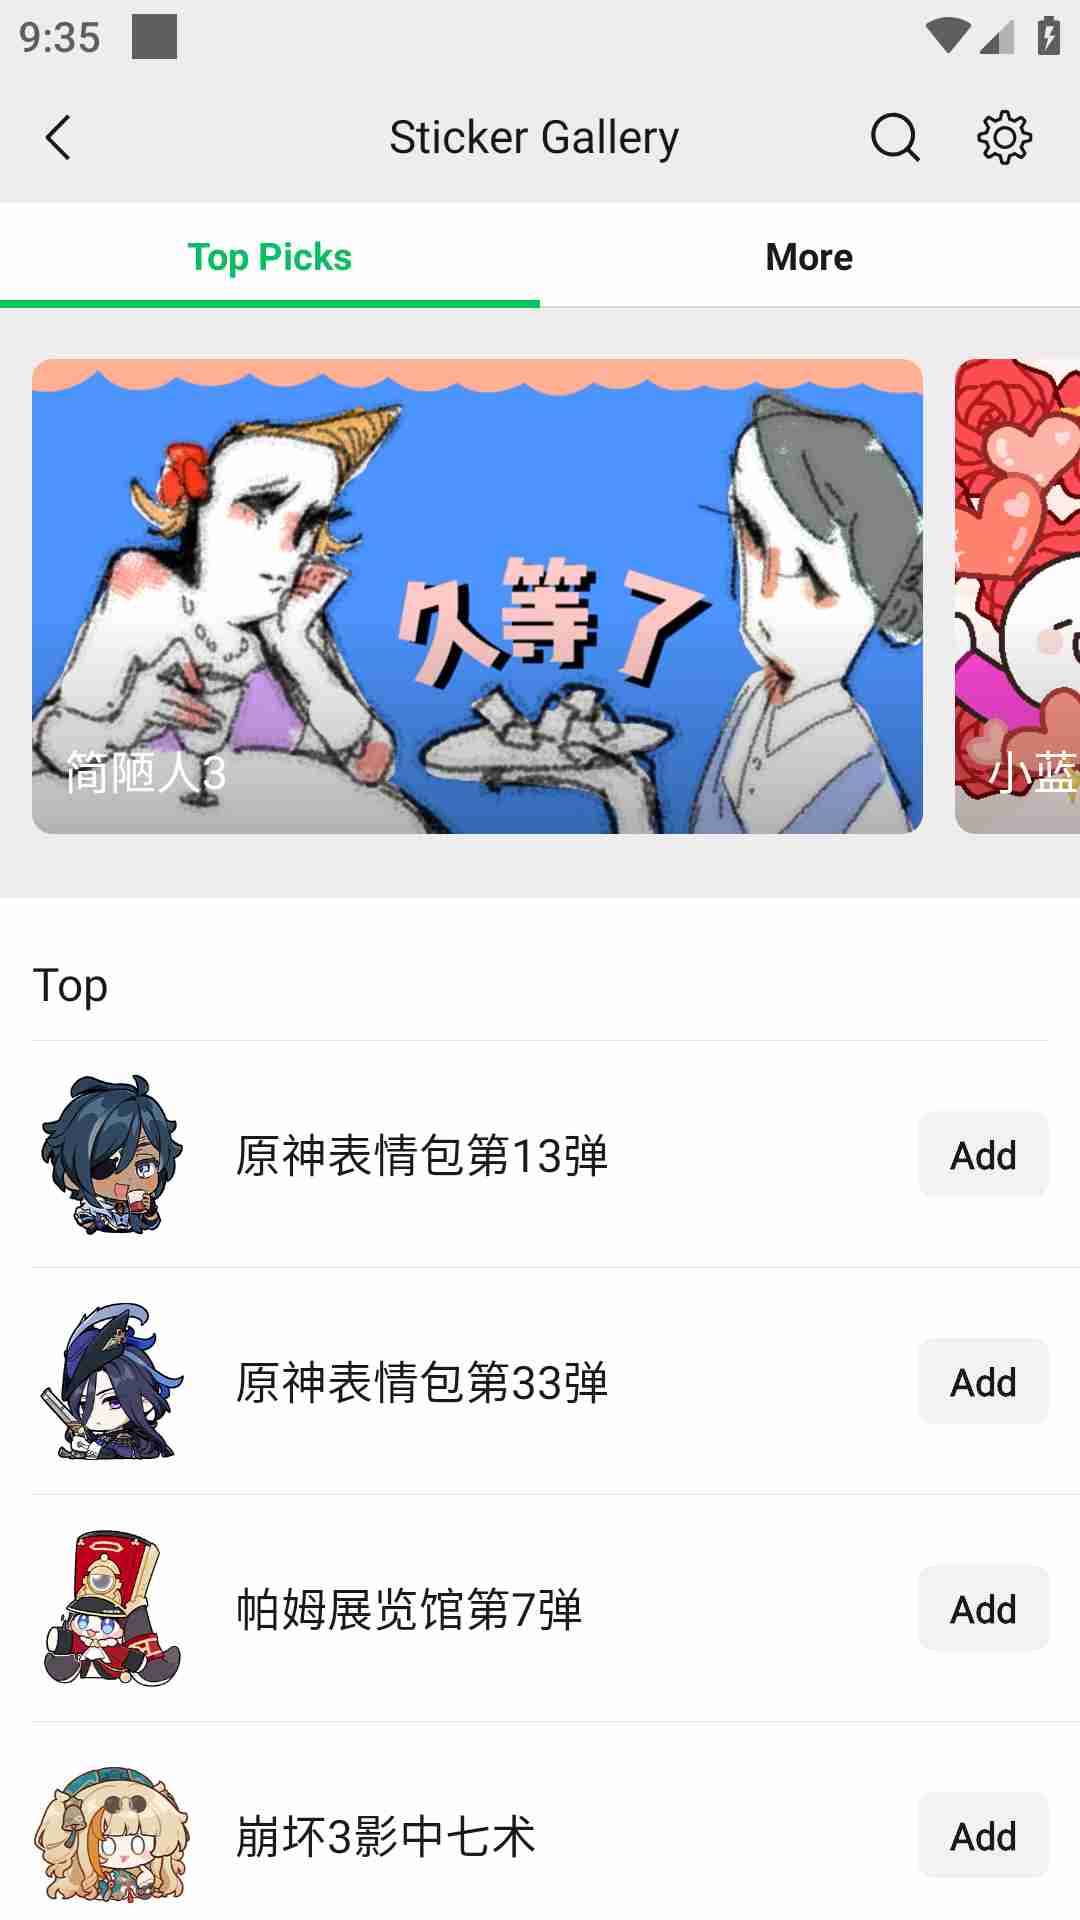 9:35
Sticker Gallery
Top Picks
More
久等了
简陋人3
小蓝
Top
原神表情包第13弹
Add
原神表情包第33弹
Add
帕姆展览馆第7弹
Add
崩坏3影中七术
Add